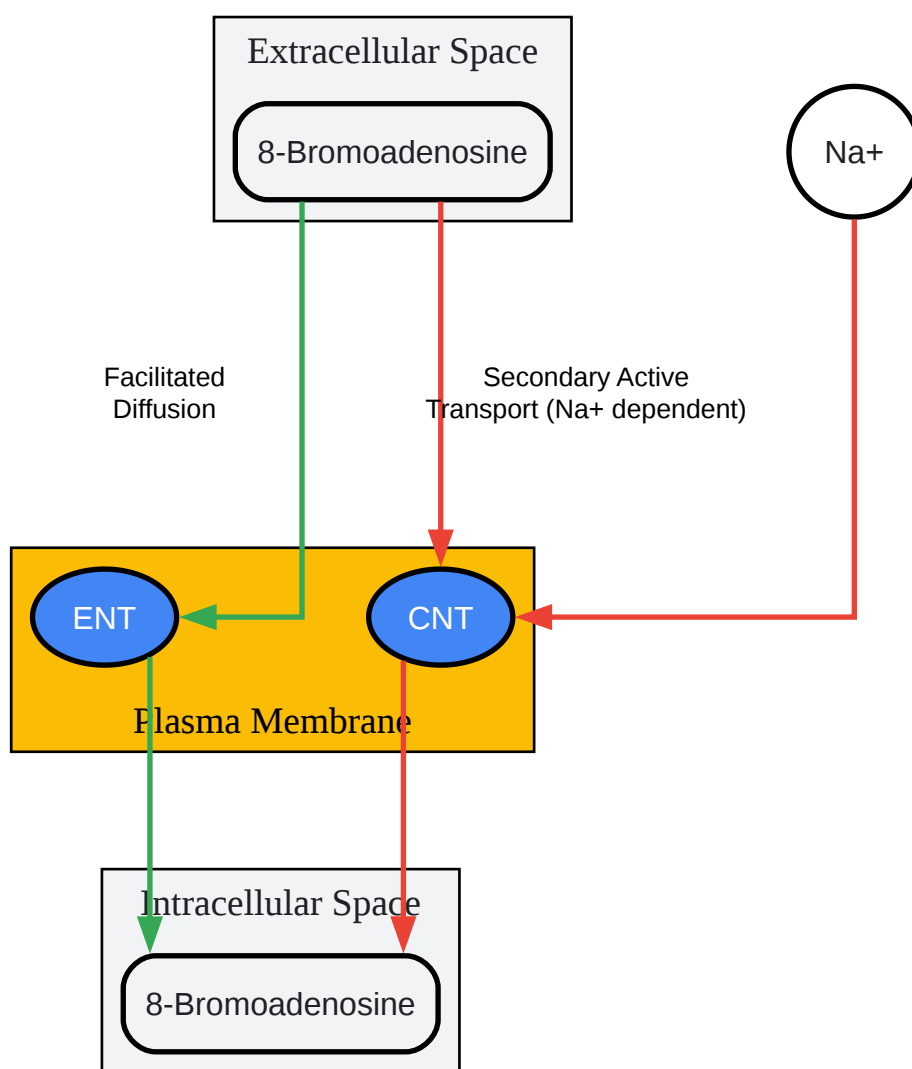 Extracellular Space
8-Bromoadenosine
Na+
Facilitated
Diffusion
Secondary Active
Transport (Na+ dependent)
ENT
CNT
Plasma Membrane
Intracellular Space
8-Bromoadenosine